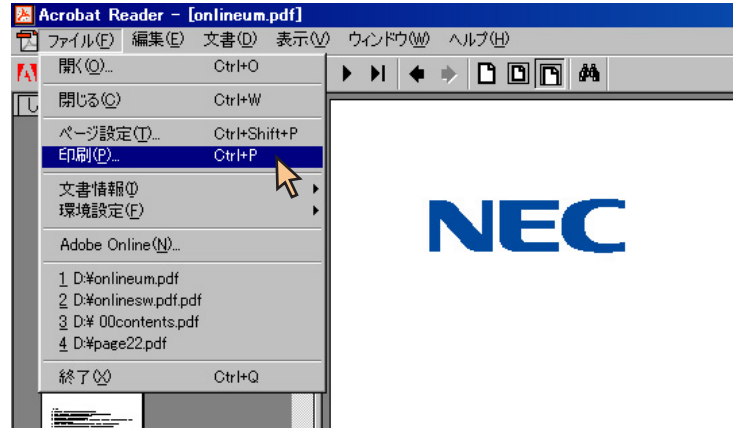 Acrobat Reader - [onlineum.pdf]
ファイル(F) 編集(E) 文書(D) 表示(V) ウィンドウ(W) ヘルプ(H)
開く(O)... Ctrl+O
閉じる(C) Ctrl+W
ページ設定(T)... Ctrl+Shift+P
印刷(P)... Ctrl+P
文書情報(I)
環境設定(F)
Adobe Online(N)...
1 D:¥onlineum.pdf
2 D:¥onlinesw.pdf.pdf
3 D:¥ 00contents.pdf
4 D:¥page22.pdf
終了(X) Ctrl+Q
NEC